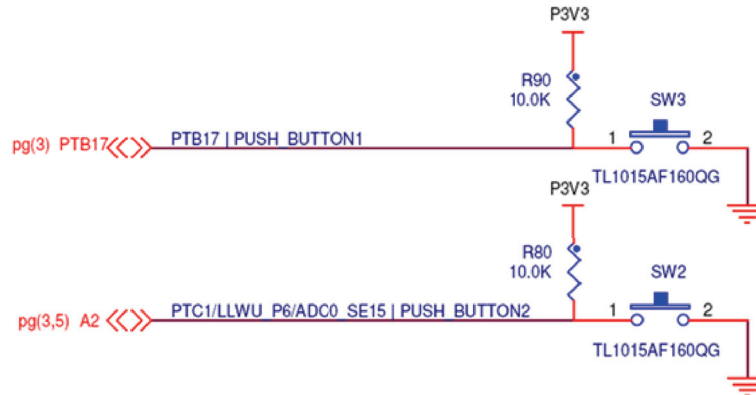 P3V3
R90
10.0K
SW3
pg(3) PTB17
PTB17 | PUSH_BUTTON1
1
2
TL1015AF160QG
P3V3
R80
10.0K
SW2
pg(3,5) A2
PTC1/LLWU_P6/ADC0_SE15 | PUSH_BUTTON2
1
2
TL1015AF160QG